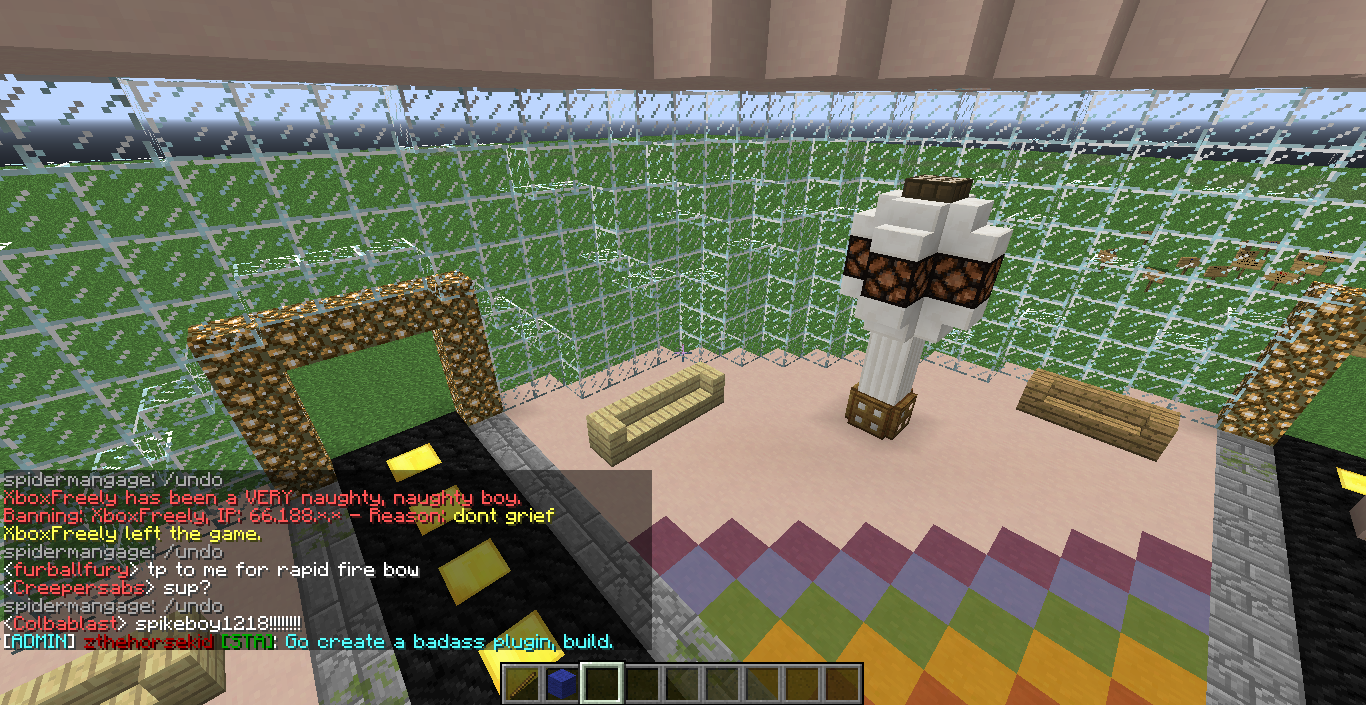 spidermangage: /undo
XboxFreely has been a VERY naughty, naughty boy.
Banning: XboxFreely, IP: 66.188.*.* - Reason: dont grief
XboxFreely left the game.
spidermangage: /undo
<furballfury> tp to me for rapid fire bow
<Creepersabs> sup?
spidermangage: /undo
<Colbablast> spikeboy1218!!!!!!!!
[ADMIN] zthehorsekid [STA]: Go create a badass plugin, build.